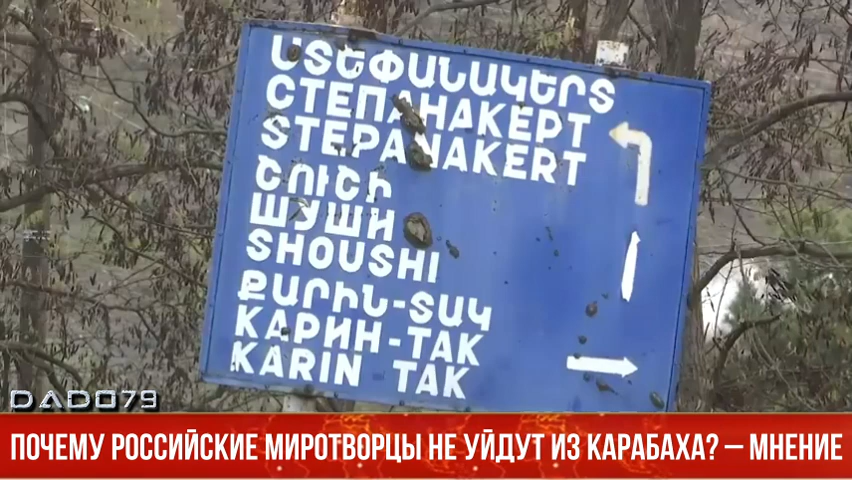 ՍՏԵՓԱՆԱԿԵՐՏ
СТЕПАНАКЕРТ
STEPANAKERT
ՇՈՒՇԻ
ШУШИ
SHOUSHI
ՔԱՐԻՆ-ՏԱԿ
КАРИН-ТАК
KARIN TAK
DADO79
ПОЧЕМУ РОССИЙСКИЕ МИРОТВОРЦЫ НЕ УЙДУТ ИЗ КАРАБАХА? – МНЕНИЕ